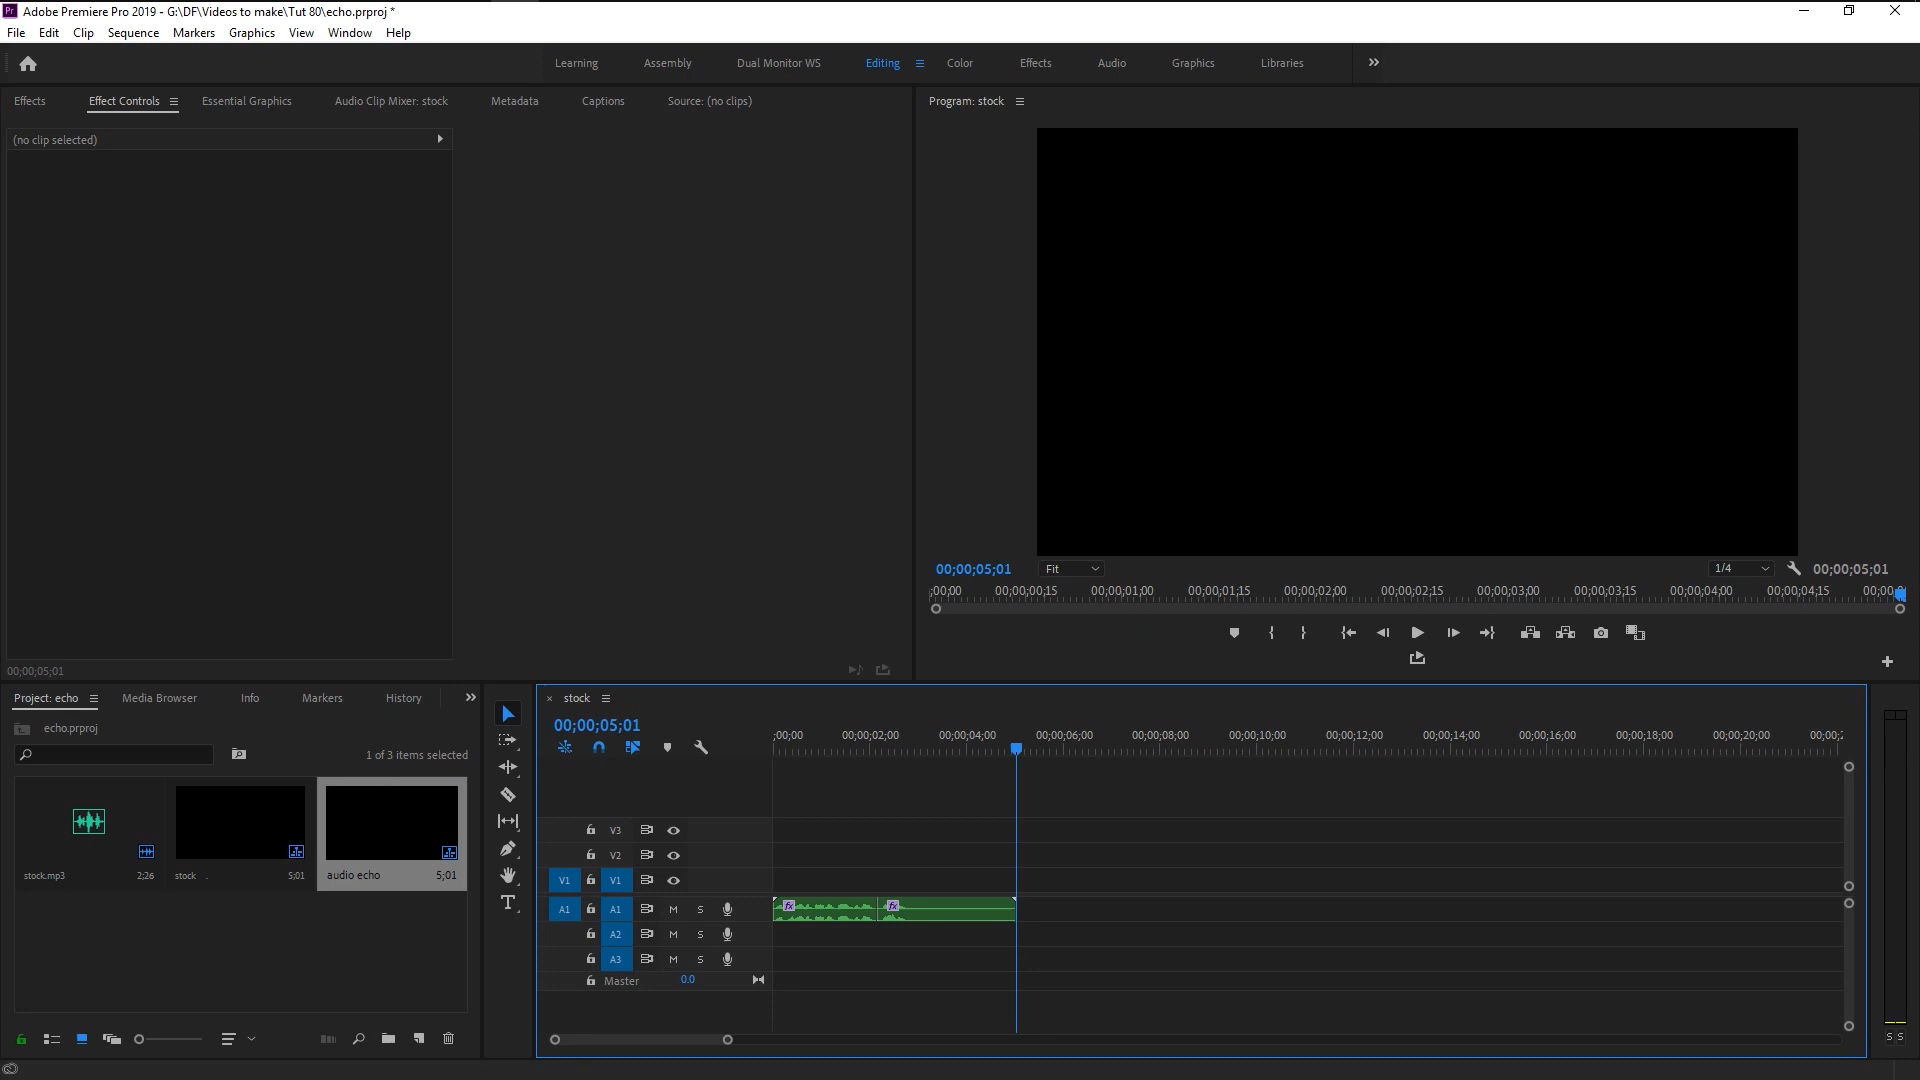 Pr Adobe Premiere Pro 2019 - G:\DF\Videos to make\Tut 80\echo.prproj *
File Edit Clip Sequence Markers Graphics View Window Help
Learning Assembly Dual Monitor WS Editing Color Effects Audio Graphics Libraries
Effects Effect Controls Essential Graphics Audio Clip Mixer: stock Metadata Captions Source: (no clips) Program: stock
(no clip selected)
00;00;05;01 Fit 1/4 00;00;05;01
;00;00 00;00;00;15 00;00;01;00 00;00;01;15 00;00;02;00 00;00;02;15 00;00;03;00 00;00;03;15 00;00;04;00 00;00;04;15 00;00;0
00;00;05;01
Project: echo Media Browser Info Markers History
echo.prproj
1 of 3 items selected
stock.mp3 2;26
stock . 5;01
audio echo 5;01
T
× stock
00;00;05;01
;00;00 00;00;02;00 00;00;04;00 00;00;06;00 00;00;08;00 00;00;10;00 00;00;12;00 00;00;14;00 00;00;16;00 00;00;18;00 00;00;20;00 00;00;2
V3
V2
V1 V1
A1 A1 M S fx fx
A2 M S
A3 M S
Master 0.0
S S